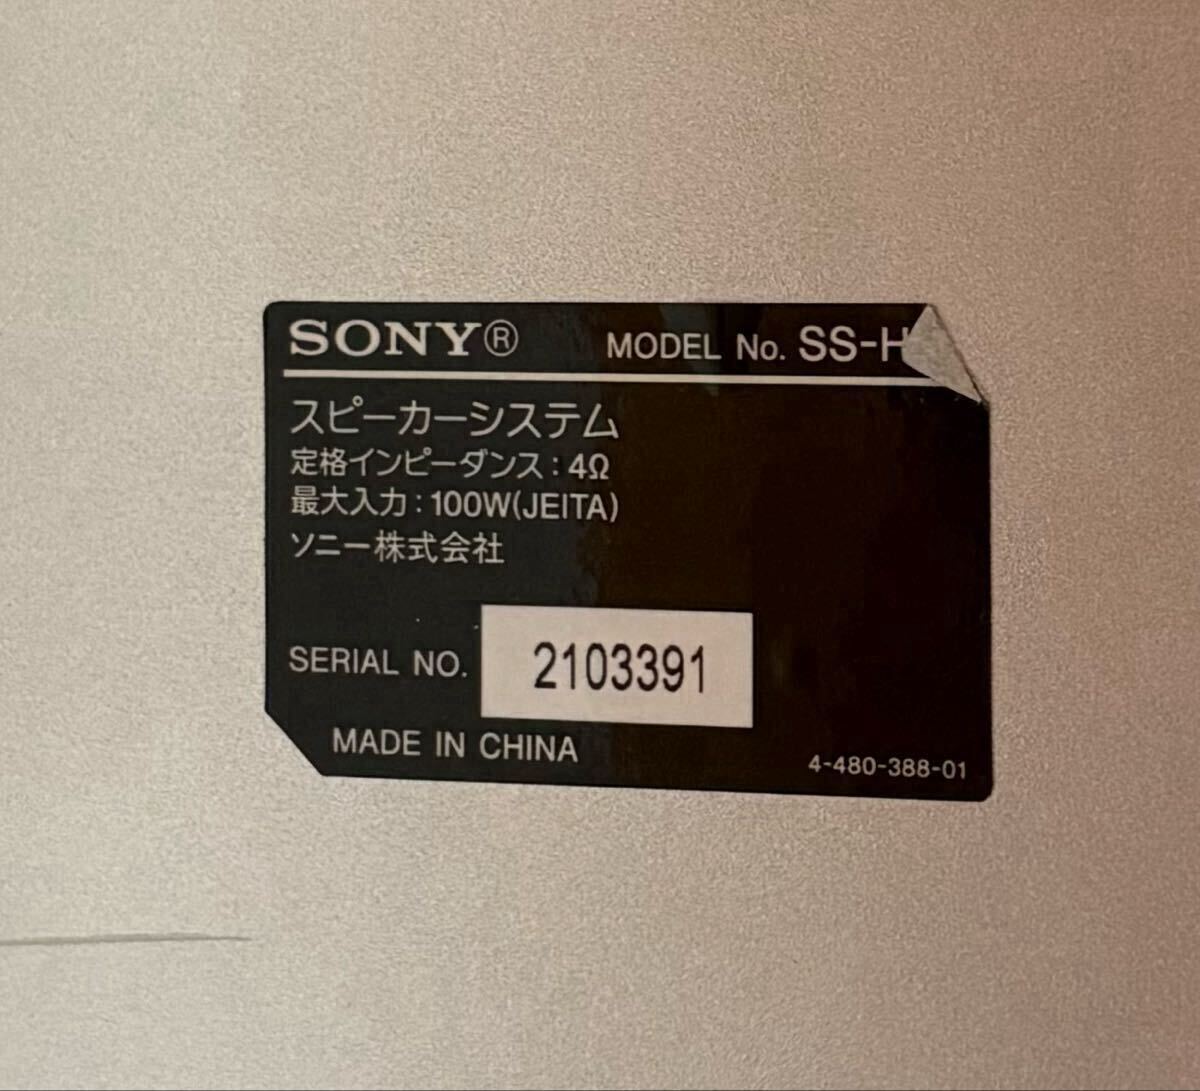 SONY® MODEL No. SS-H
スピーカーシステム
定格インピーダンス：4Ω
最大入力：100W(JEITA)
ソニー株式会社
SERIAL NO. 2103391
MADE IN CHINA 4-480-388-01